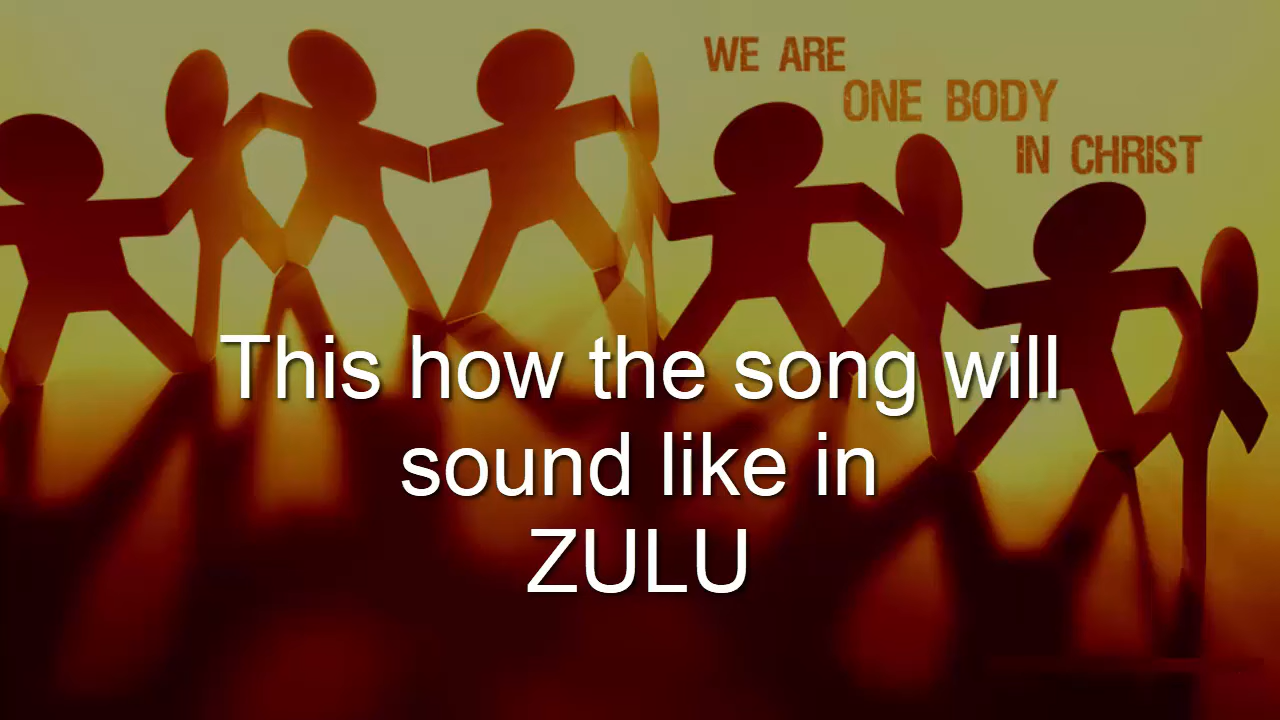 WE ARE
ONE BODY
IN CHRIST
This how the song will
sound like in
ZULU